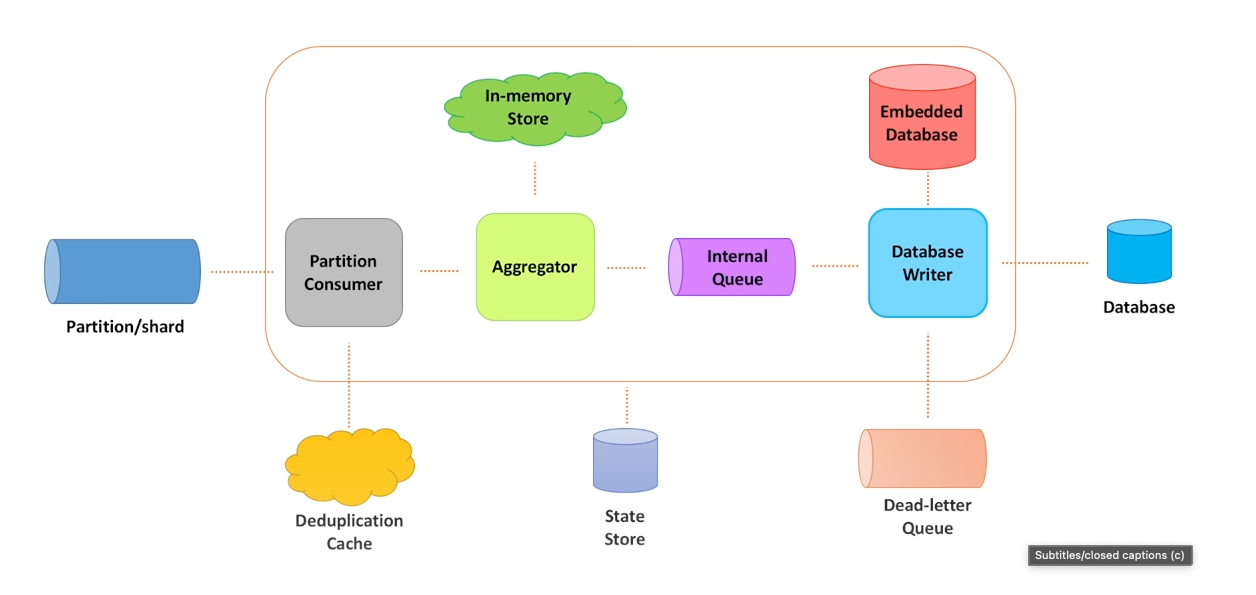 In-memory
Store
Embedded
Database
Partition
Consumer
Aggregator
Internal
Queue
Database
Writer
Partition/shard
Database
Deduplication
Cache
State
Store
Dead-letter
Queue
Subtitles/closed captions (c)